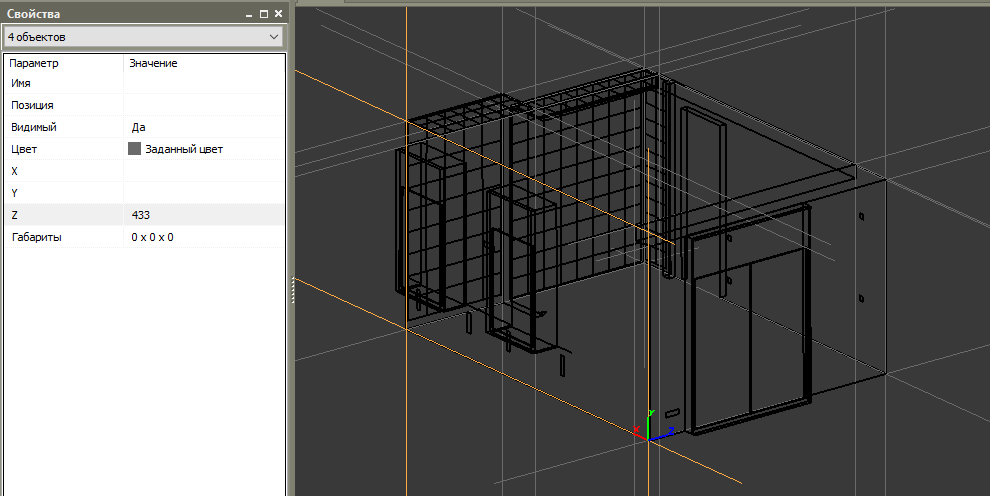 Свойства
4 объектов
Параметр Значение
Имя
Позиция
Видимый Да
Цвет Заданный цвет
X
Y
Z 433
Габариты 0 x 0 x 0
Y
X Z